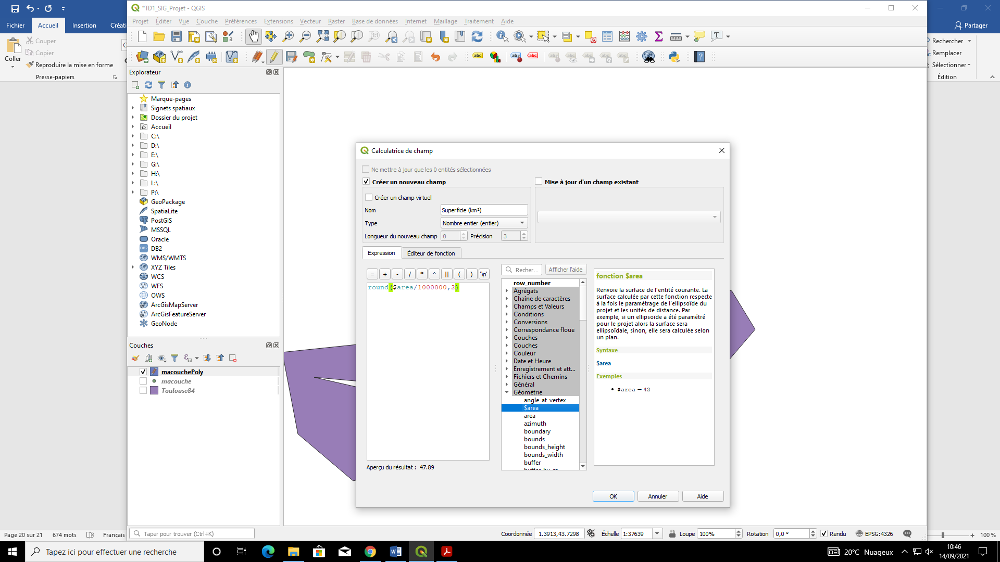 *TD1_SIG_Projet - QGIS
Fichier
Accueil
Insertion
Créati
Partager
Projet Éditer Vue Couche Préférences Extensions Vecteur Raster Base de données Internet Maillage Traitement Aide
Coller
Couper
Copier
Reproduire la mise en forme
Presse-papiers
Rechercher
Remplacer
Sélectionner
Édition
Explorateur
Marque-pages
Signets spatiaux
Dossier du projet
Accueil
C:\
D:\
E:\
G:\
H:\
L:\
P:\
GeoPackage
SpatiaLite
PostGIS
MSSQL
Oracle
DB2
WMS/WMTS
XYZ Tiles
WCS
WFS
OWS
ArcGisMapServer
ArcGisFeatureServer
GeoNode
Couches
macouchePoly
macouche
Toulouse84
Calculatrice de champ
Ne mettre à jour que les 0 entités sélectionnées
Créer un nouveau champ
Mise à jour d'un champ existant
Créer un champ virtuel
Nom Superficie (km²)
Type Nombre entier (entier)
Longueur du nouveau champ 0 Précision 3
Expression Éditeur de fonction
= + - / * ^ || ( ) '\n'
round($area/1000000,2)
Aperçu du résultat : 47.89
Recher... Afficher l'aide
row_number
Agrégats
Chaîne de caractères
Champs et Valeurs
Conditions
Conversions
Correspondance floue
Couches
Couches
Couleur
Date et Heure
Enregistrement et att...
Fichiers et Chemins
Général
Géométrie
angle_at_vertex
$area
area
azimuth
boundary
bounds
bounds_height
bounds_width
buffer
fonction $area
Renvoie la surface de l'entité courante. La
surface calculée par cette fonction respecte
à la fois le paramétrage de l'ellipsoïde du
projet et les unités de distance. Par
exemple, si un ellipsoïde a été paramétré
pour le projet alors la surface sera
ellipsoïdale, sinon, elle sera calculée selon
un plan.
Syntaxe
$area
Exemples
• $area → 42
OK Annuler Aide
Taper pour trouver (Ctrl+K)
Coordonnée 1.3913,43.7298 Échelle 1:37639 Loupe 100% Rotation 0,0 ° Rendu EPSG:4326
Page 20 sur 21 674 mots Français
100 %
Tapez ici pour effectuer une recherche
20°C Nuageux
10:46
14/09/2021